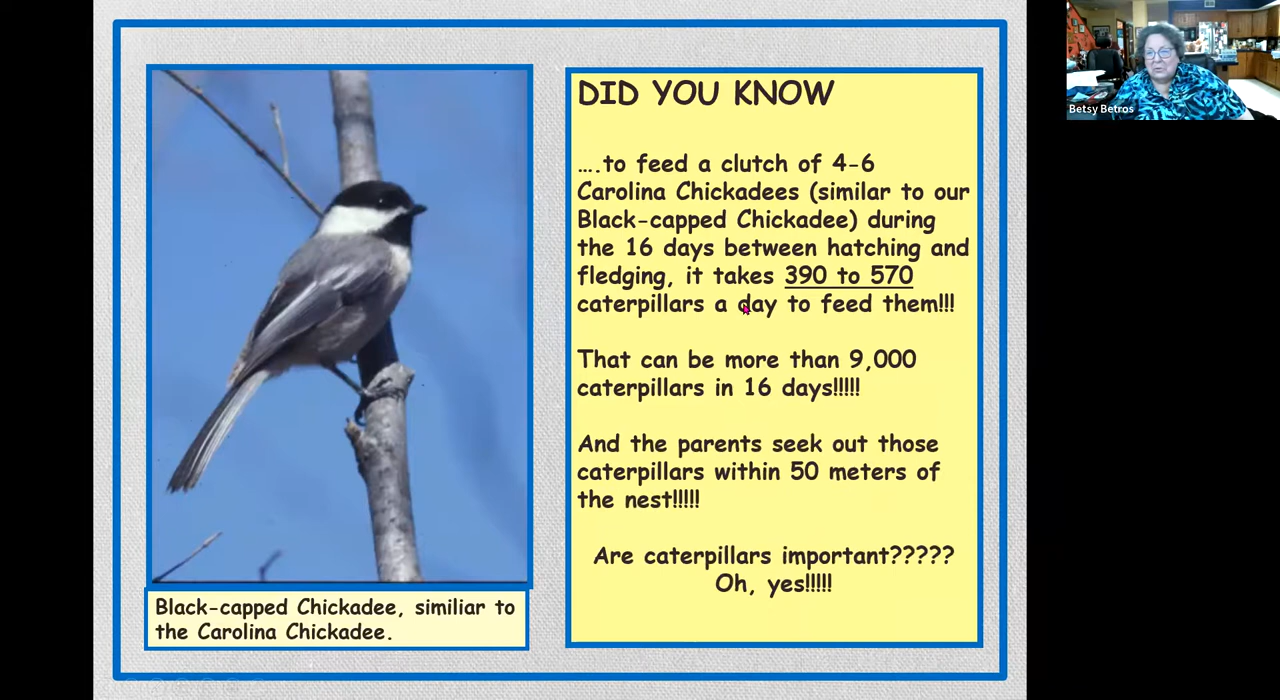 DID YOU KNOW
....to feed a clutch of 4-6
Carolina Chickadees (similar to our
Black-capped Chickadee) during
the 16 days between hatching and
fledging, it takes 390 to 570
caterpillars a day to feed them!!!
That can be more than 9,000
caterpillars in 16 days!!!!!
And the parents seek out those
caterpillars within 50 meters of
the nest!!!!!
Are caterpillars important?????
Oh, yes!!!!!
Black-capped Chickadee, similiar to
the Carolina Chickadee.
Betsy Betros